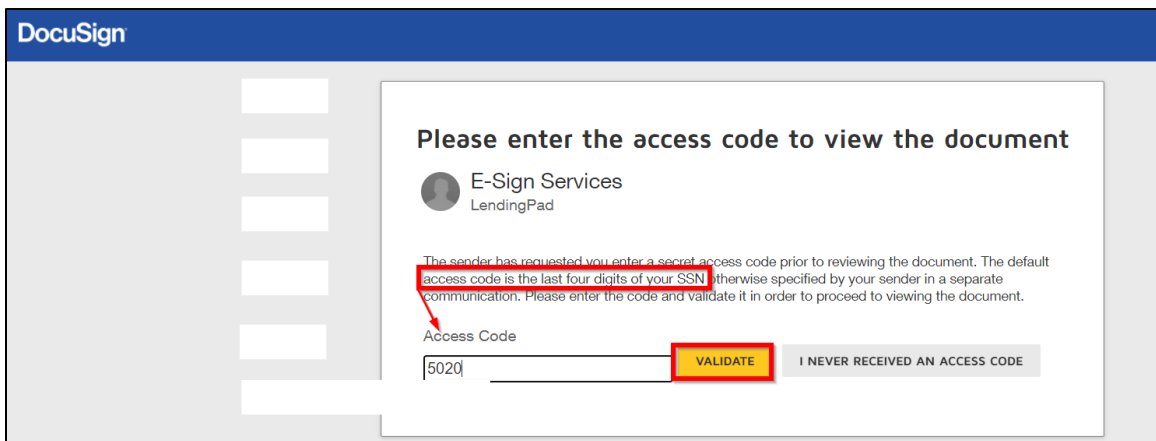 DocuSign
Please enter the access code to view the document
E-Sign Services
LendingPad
The sender has requested you enter a secret access code prior to reviewing the document. The default
access code is the last four digits of your SSN otherwise specified by your sender in a separate
communication. Please enter the code and validate it in order to proceed to viewing the document.
Access Code
5020 VALIDATE I NEVER RECEIVED AN ACCESS CODE